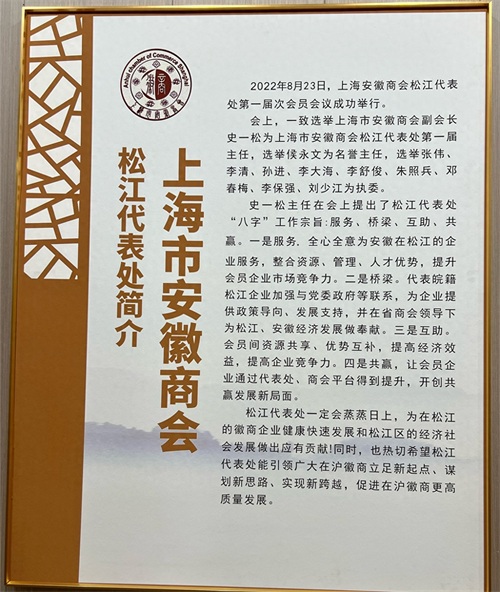 Anhui chamber of Commerce Shanghai
上海市安徽商会
松江代表处简介
2022年8月23日，上海安徽商会松江代表
处第一届次会员会议成功举行。
会上，一致选举上海市安徽商会副会长
史一松为上海市安徽商会松江代表处第一届
主任，选举候永文为名誉主任，选举张伟、
李清、孙进、李大海、李舒俊、朱照兵、邓
春梅、李保强、刘少江为执委。
史一松主任在会上提出了松江代表处
“八字”工作宗旨:服务、桥梁、互助、共
赢。一是服务. 全心全意为安徽在松江的企
业服务，整合资源、管理、人才优势，提升
会员企业市场竞争力。二是桥梁。代表皖籍
松江企业加强与党委政府等联系，为企业提
供政策导向、发展支持，并在省商会领导下
为松江、安徽经济发展做奉献。三是互助。
会员间资源共享、优势互补，提高经济效
益，提高企业竞争力。四是共赢，让会员企
业通过代表处、商会平台得到提升，开创共
赢发展新局面。
松江代表处一定会蒸蒸日上，为在松江
的徽商企业健康快速发展和松江区的经济社
会发展做出应有贡献!同时，也热切希望松江
代表处能引领广大在沪徽商立足新起点、谋
划新思路、实现新跨越，促进在沪徽商更高
质量发展。